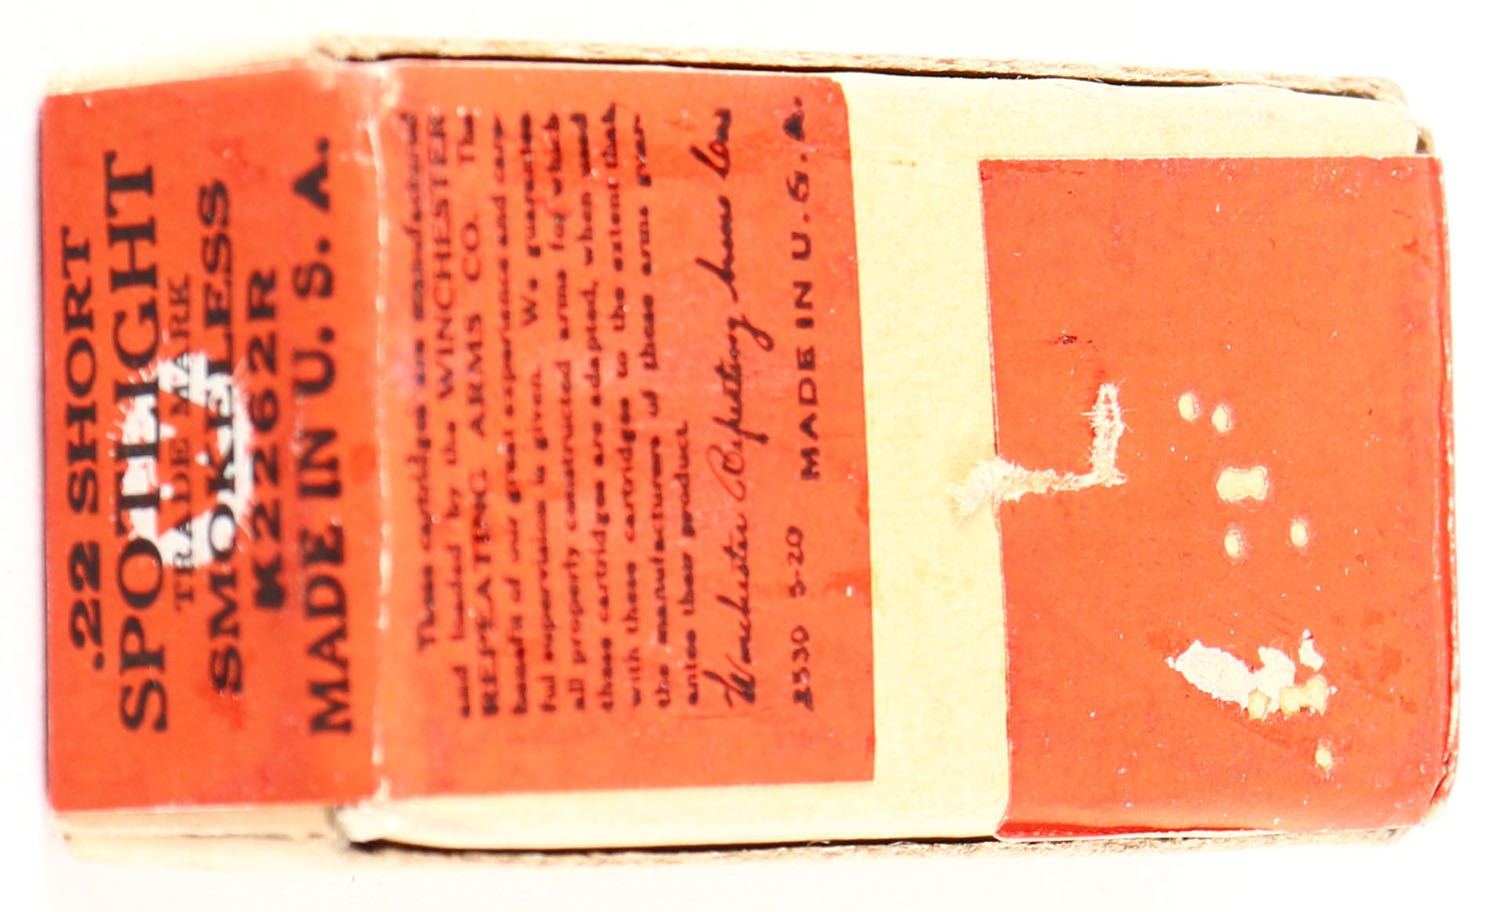 .22 SHORT
SPOTLIGHT
TRADE MARK
SMOKELESS
K2262R
MADE IN U. S. A.
These cartridges are manufactured
and loaded by the WINCHESTER
REPEATING ARMS CO. The
benefit of our great experience and care-
ful supervision is given. We guarantee
all properly constructed arms for which
these cartridges are adapted, when used
with these cartridges to the extent that
the manufacturers of these arms guar-
antee their product.
Winchester Repeating Arms Co
5-20 MADE IN U.S.A.